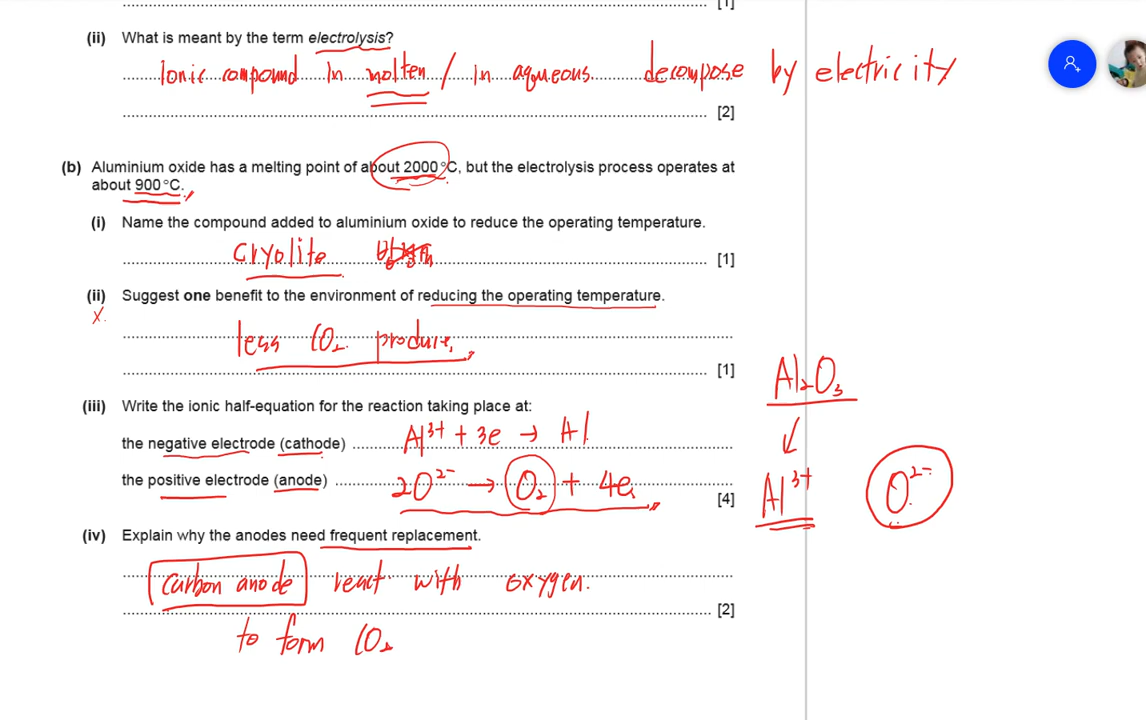 [1]
(ii) What is meant by the term electrolysis?
Ionic compound in molten / in aqueous decompose by electricity
[2]
(b) Aluminium oxide has a melting point of about 2000 °C, but the electrolysis process operates at
about 900 °C.
(i) Name the compound added to aluminium oxide to reduce the operating temperature.
cryolite
[1]
(ii) Suggest one benefit to the environment of reducing the operating temperature.
X
less CO₂ produce
[1]
Al₂O₃
(iii) Write the ionic half-equation for the reaction taking place at:
the negative electrode (cathode) Al³⁺ + 3e → Al
the positive electrode (anode) 2O²⁻ → O₂ + 4e
[4]
Al³⁺ O²⁻
(iv) Explain why the anodes need frequent replacement.
carbon anode react with oxygen.
[2]
to form CO₂